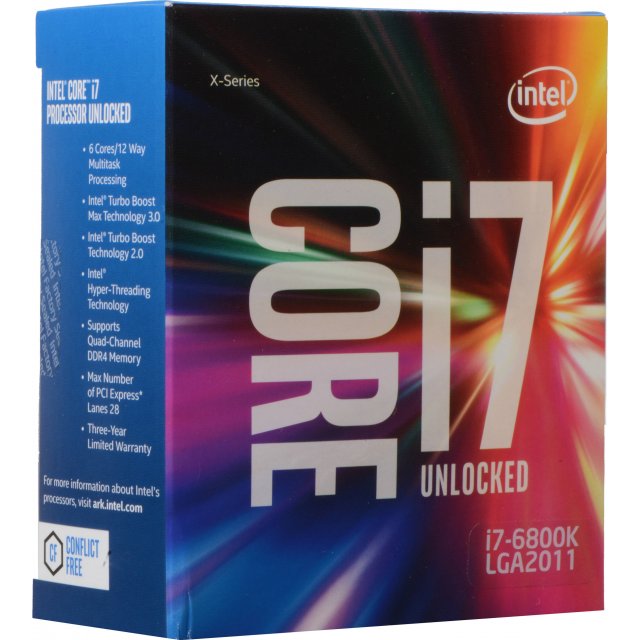 INTEL® CORE™ i7
PROCESSOR UNLOCKED
• 6 Cores/12 Way
Multitask
Processing
• Intel® Turbo Boost
Max Technology 3.0
• Intel® Turbo Boost
Technology 2.0
• Intel®
Hyper-Threading
Technology
• Supports
Quad-Channel
DDR4 Memory
• Max Number
of PCI Express*
Lanes 28
• Three-Year
Limited Warranty
For more information about Intel's
processors, visit ark.intel.com
CF
CONFLICT
FREE
X-Series
intel®
CORE
i7
UNLOCKED
i7-6800K
LGA2011